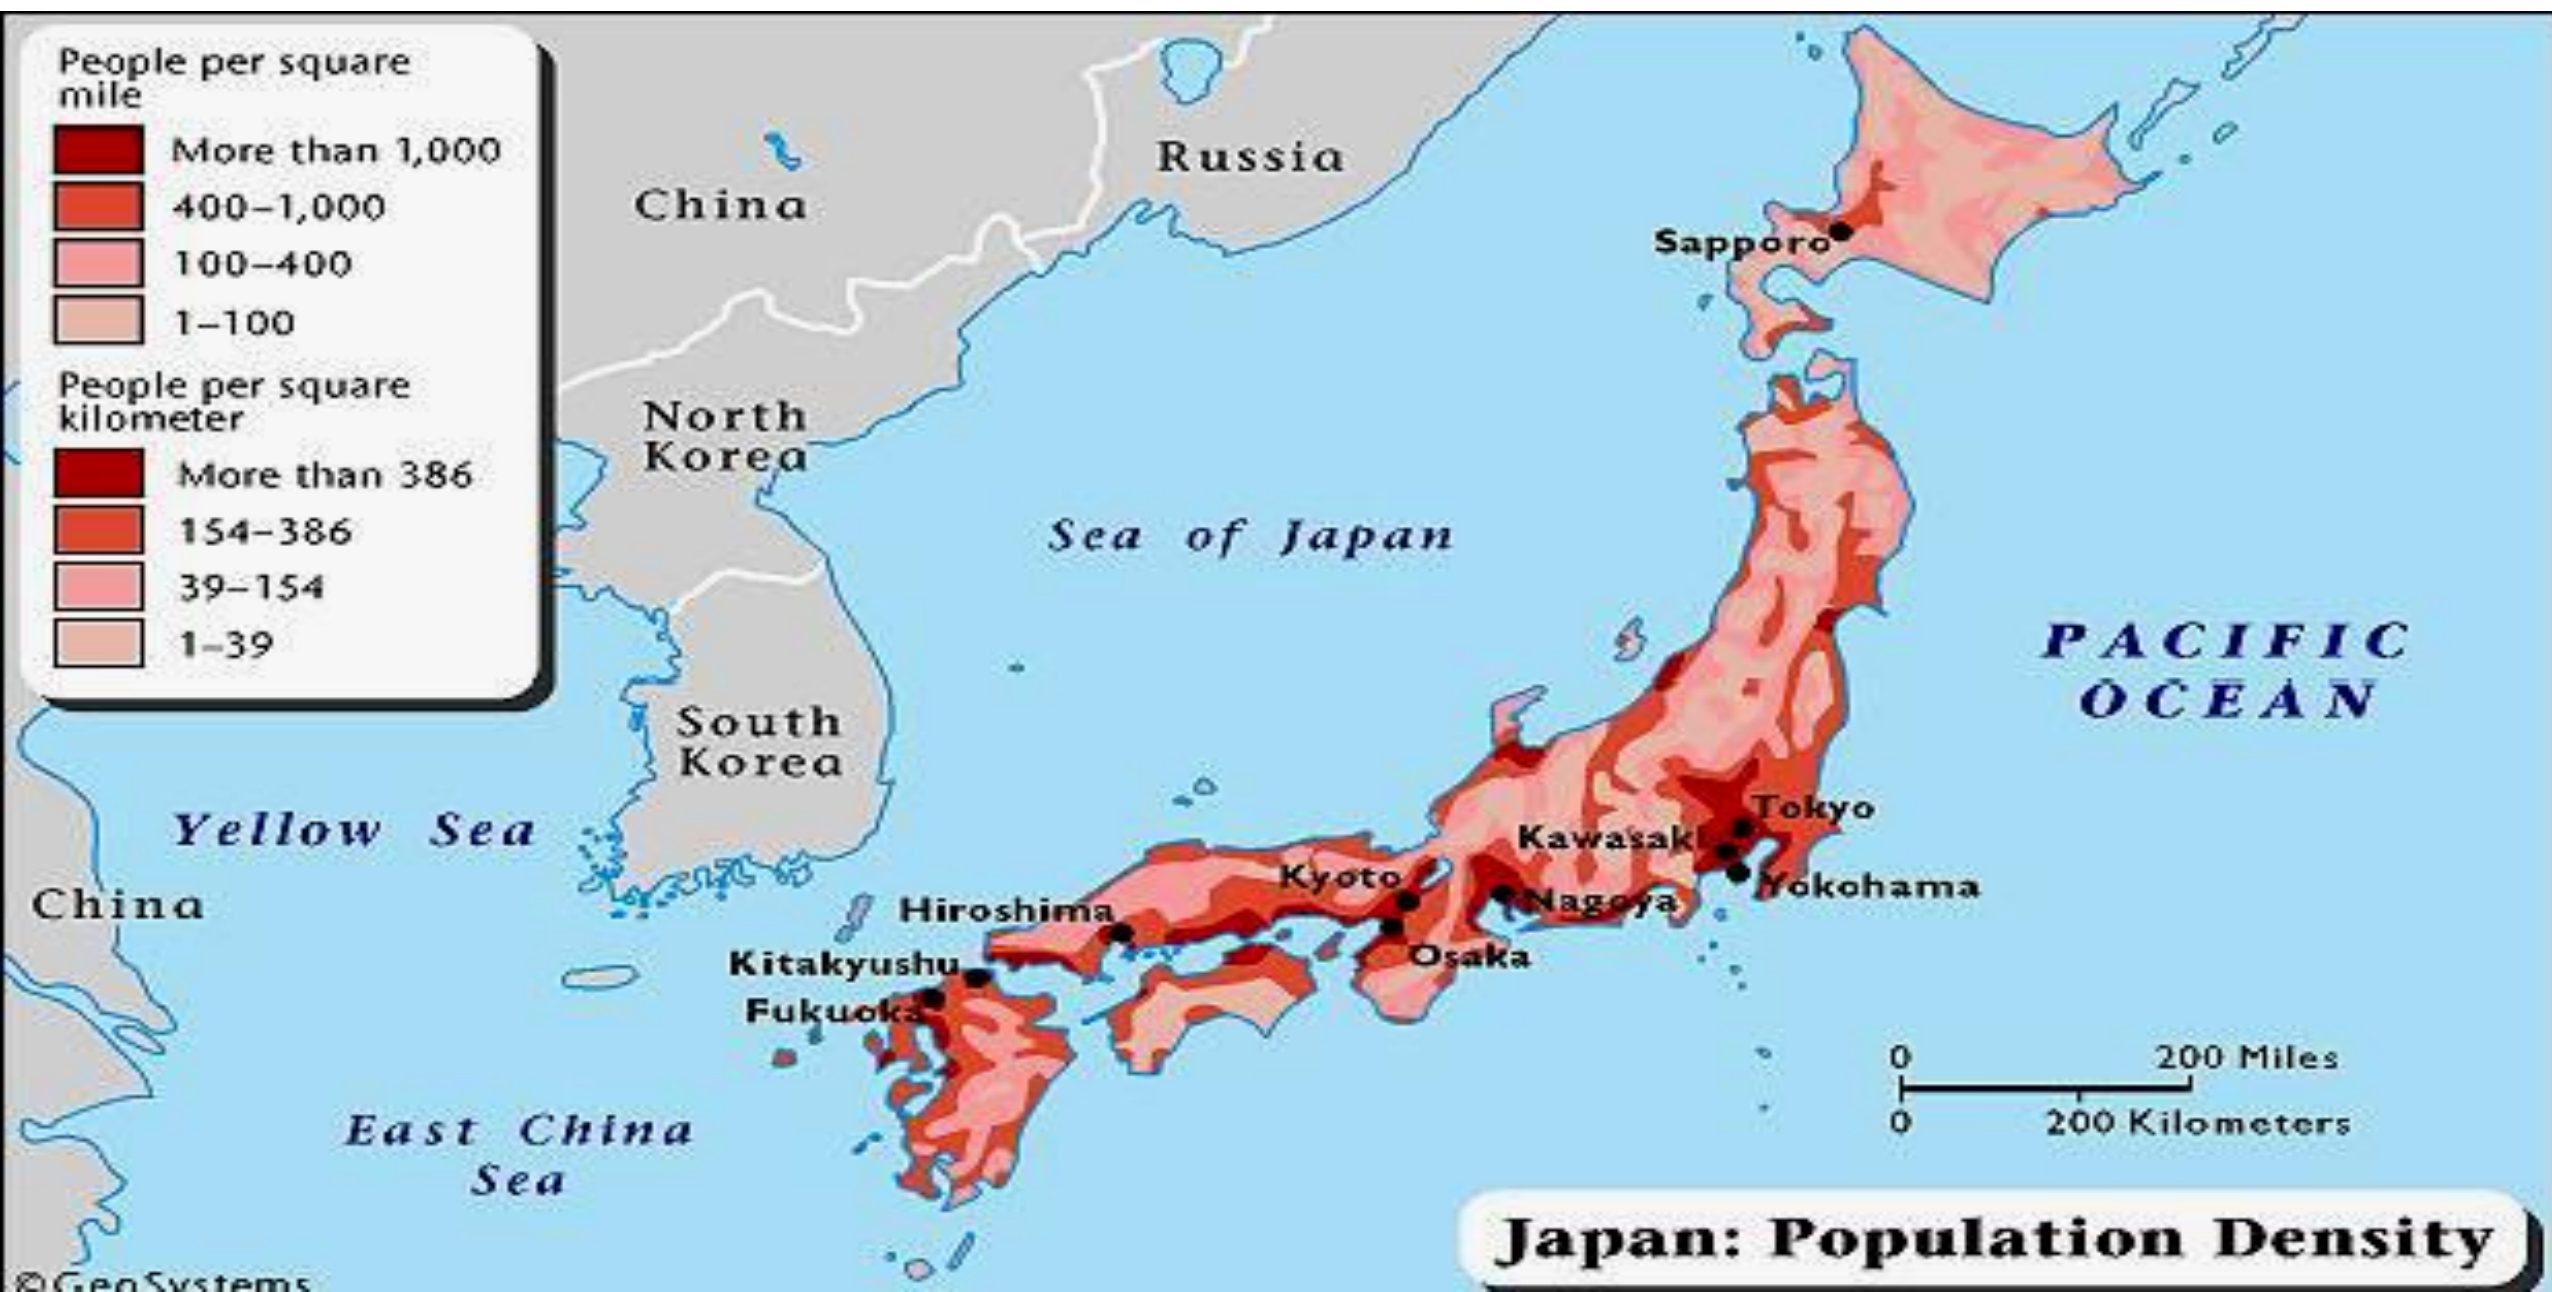 People per square
mile
More than 1,000
400–1,000
100–400
1–100
People per square
kilometer
More than 386
154–386
39–154
1–39
China
Russia
North
Korea
South
Korea
Sea of Japan
Yellow Sea
China
East China
Sea
PACIFIC
OCEAN
Sapporo
Tokyo
Kawasaki
Yokohama
Nagoya
Kyoto
Osaka
Hiroshima
Kitakyushu
Fukuoka
0 200 Miles
0 200 Kilometers
Japan: Population Density
©GeoSystems